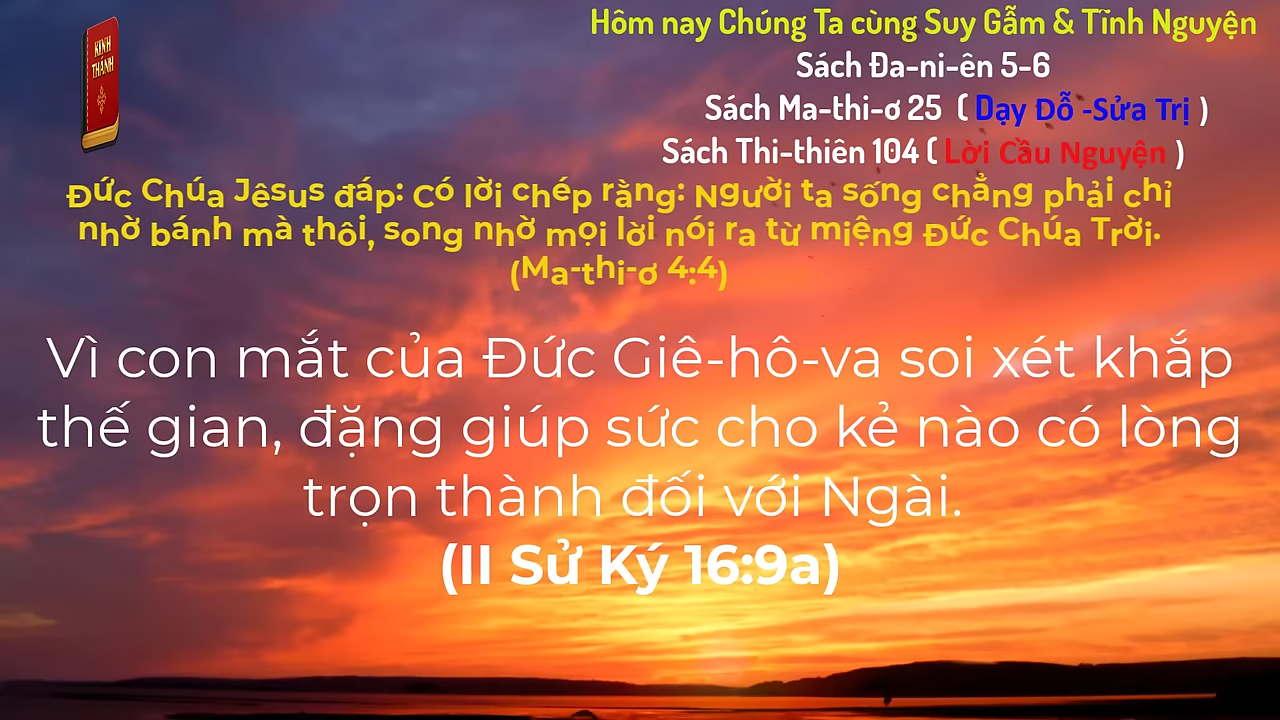 KINH
THÁNH
Hôm nay Chúng Ta cùng Suy Gẫm & Tĩnh Nguyện
Sách Đa-ni-ên 5-6
Sách Ma-thi-ơ 25 ( Dạy Đỗ -Sửa Trị )
Sách Thi-thiên 104 ( Lời Cầu Nguyện )
Đức Chúa Jêsus đáp: Có lời chép rằng: Người ta sống chẳng phải chỉ
nhờ bánh mà thôi, song nhờ mọi lời nói ra từ miệng Đức Chúa Trời.
(Ma-thi-ơ 4:4)
Vì con mắt của Đức Giê-hô-va soi xét khắp
thế gian, đặng giúp sức cho kẻ nào có lòng
trọn thành đối với Ngài.
(II Sử Ký 16:9a)